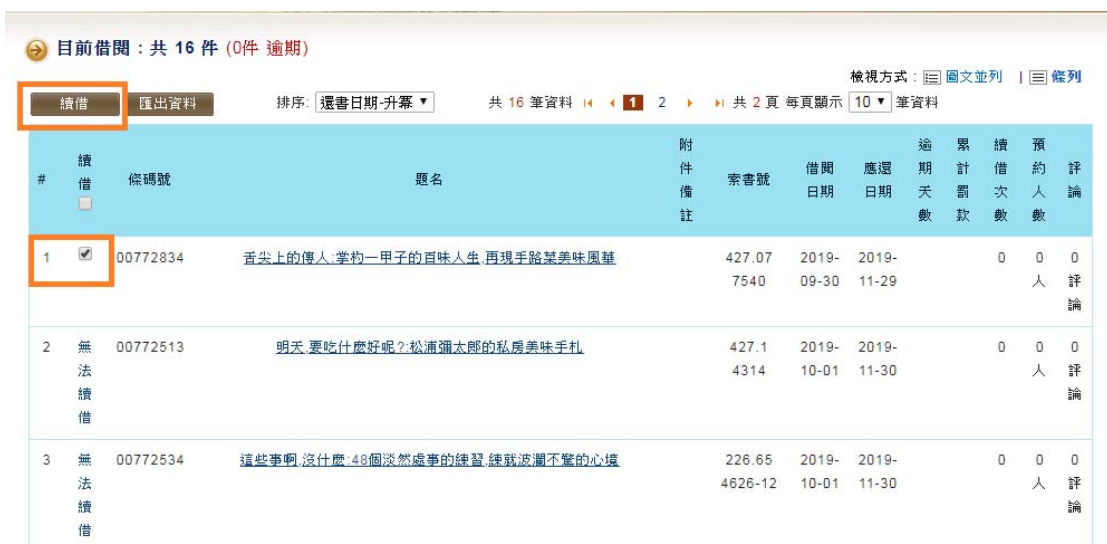 目前借閱：共 16 件 (0件 逾期)
檢視方式：圖文並列 | 條列
續借 匯出資料 排序: 還書日期-升冪 共 16 筆資料 1 2 共 2 頁 每頁顯示 10 筆資料
# 續借 條碼號 題名 附件備註 索書號 借閱日期 應還日期 逾期天數 累計罰款 續借次數 預約人數 評論
1 00772834 舌尖上的傳人:掌杓一甲子的百味人生,再現手路菜美味風華 427.07 7540 2019-09-30 2019-11-29 0 0人 0評論
2 無法續借 00772513 明天,要吃什麼好呢?:松浦彌太郎的私房美味手札 427.1 4314 2019-10-01 2019-11-30 0 0人 0評論
3 無法續借 00772534 這些事啊,沒什麼:48個淡然處事的練習,練就波瀾不驚的心境 226.65 4626-12 2019-10-01 2019-11-30 0 0人 0評論